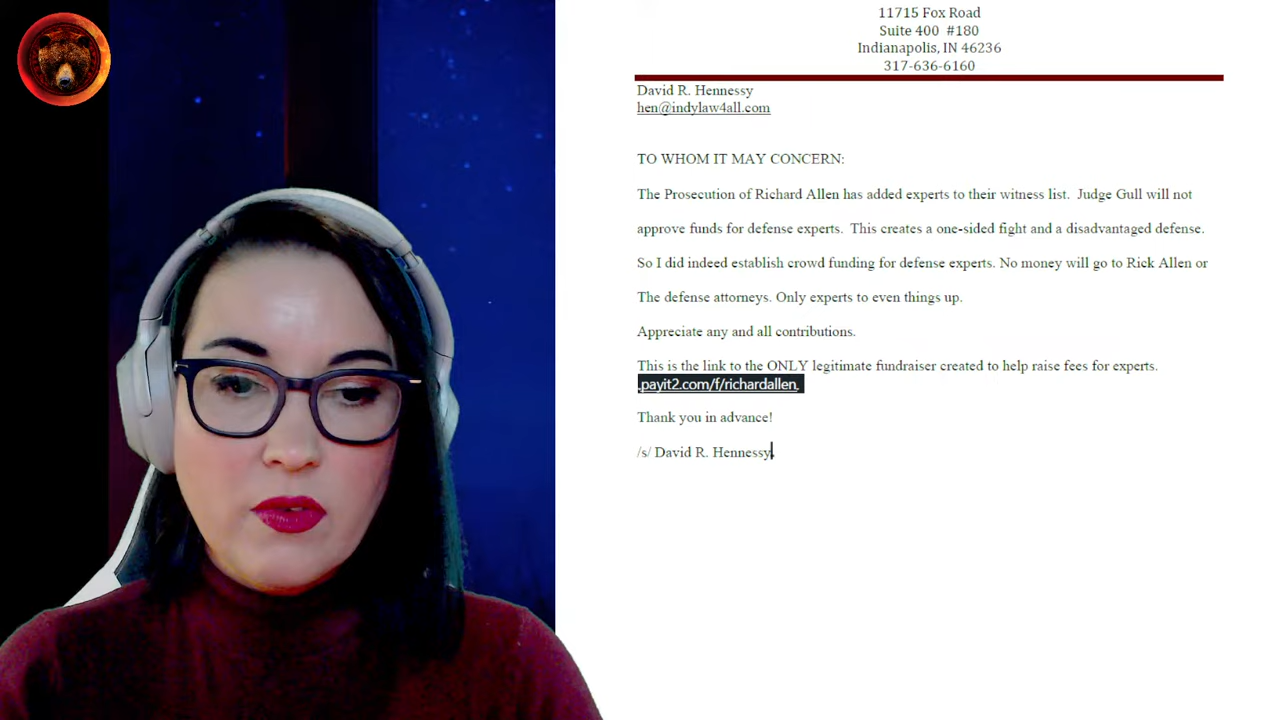 11715 Fox Road
Suite 400 #180
Indianapolis, IN 46236
317-636-6160
David R. Hennessy
hen@indylaw4all.com
TO WHOM IT MAY CONCERN:
The Prosecution of Richard Allen has added experts to their witness list. Judge Gull will not
approve funds for defense experts. This creates a one-sided fight and a disadvantaged defense.
So I did indeed establish crowd funding for defense experts. No money will go to Rick Allen or
The defense attorneys. Only experts to even things up.
Appreciate any and all contributions.
This is the link to the ONLY legitimate fundraiser created to help raise fees for experts.
.payit2.com/f/richardallen,
Thank you in advance!
/s/ David R. Hennessy